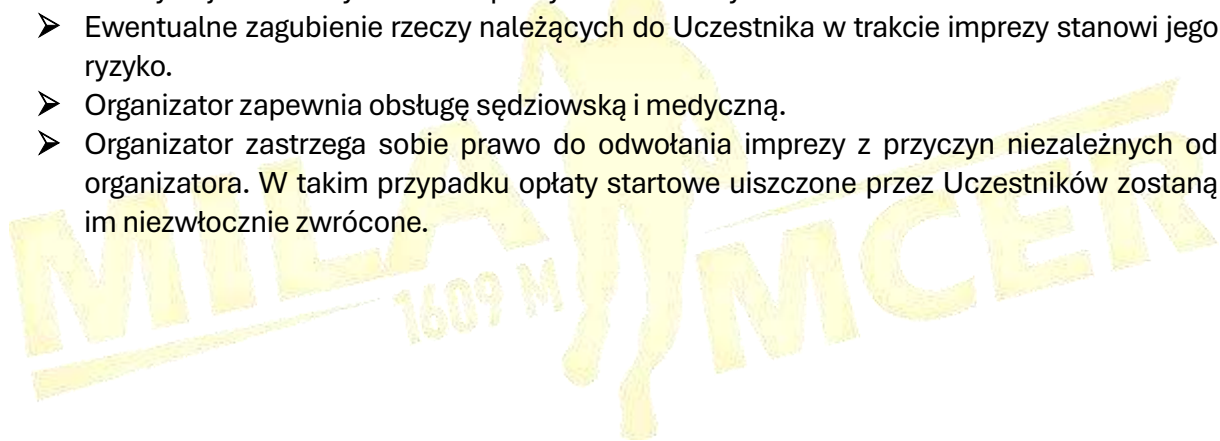 ➤ Ewentualne zagubienie rzeczy należących do Uczestnika w trakcie imprezy stanowi jego
ryzyko.
➤ Organizator zapewnia obsługę sędziowską i medyczną.
➤ Organizator zastrzega sobie prawo do odwołania imprezy z przyczyn niezależnych od
organizatora. W takim przypadku opłaty startowe uiszczone przez Uczestników zostaną
im niezwłocznie zwrócone.
MILA
1609 M
MCER